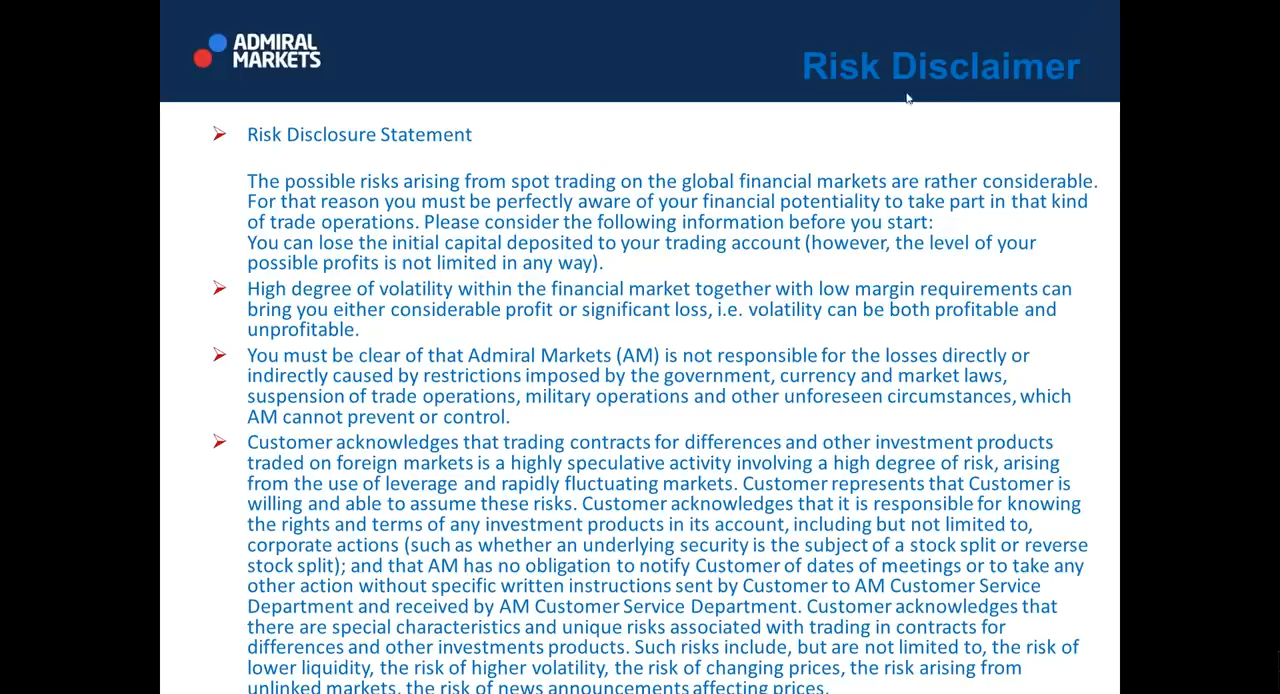 ADMIRAL
MARKETS
Risk Disclaimer
Risk Disclosure Statement
The possible risks arising from spot trading on the global financial markets are rather considerable.
For that reason you must be perfectly aware of your financial potentiality to take part in that kind
of trade operations. Please consider the following information before you start:
You can lose the initial capital deposited to your trading account (however, the level of your
possible profits is not limited in any way).
High degree of volatility within the financial market together with low margin requirements can
bring you either considerable profit or significant loss, i.e. volatility can be both profitable and
unprofitable.
You must be clear of that Admiral Markets (AM) is not responsible for the losses directly or
indirectly caused by restrictions imposed by the government, currency and market laws,
suspension of trade operations, military operations and other unforeseen circumstances, which
AM cannot prevent or control.
Customer acknowledges that trading contracts for differences and other investment products
traded on foreign markets is a highly speculative activity involving a high degree of risk, arising
from the use of leverage and rapidly fluctuating markets. Customer represents that Customer is
willing and able to assume these risks. Customer acknowledges that it is responsible for knowing
the rights and terms of any investment products in its account, including but not limited to,
corporate actions (such as whether an underlying security is the subject of a stock split or reverse
stock split); and that AM has no obligation to notify Customer of dates of meetings or to take any
other action without specific written instructions sent by Customer to AM Customer Service
Department and received by AM Customer Service Department. Customer acknowledges that
there are special characteristics and unique risks associated with trading in contracts for
differences and other investments products. Such risks include, but are not limited to, the risk of
lower liquidity, the risk of higher volatility, the risk of changing prices, the risk arising from
unlinked markets, the risk of news announcements affecting prices.